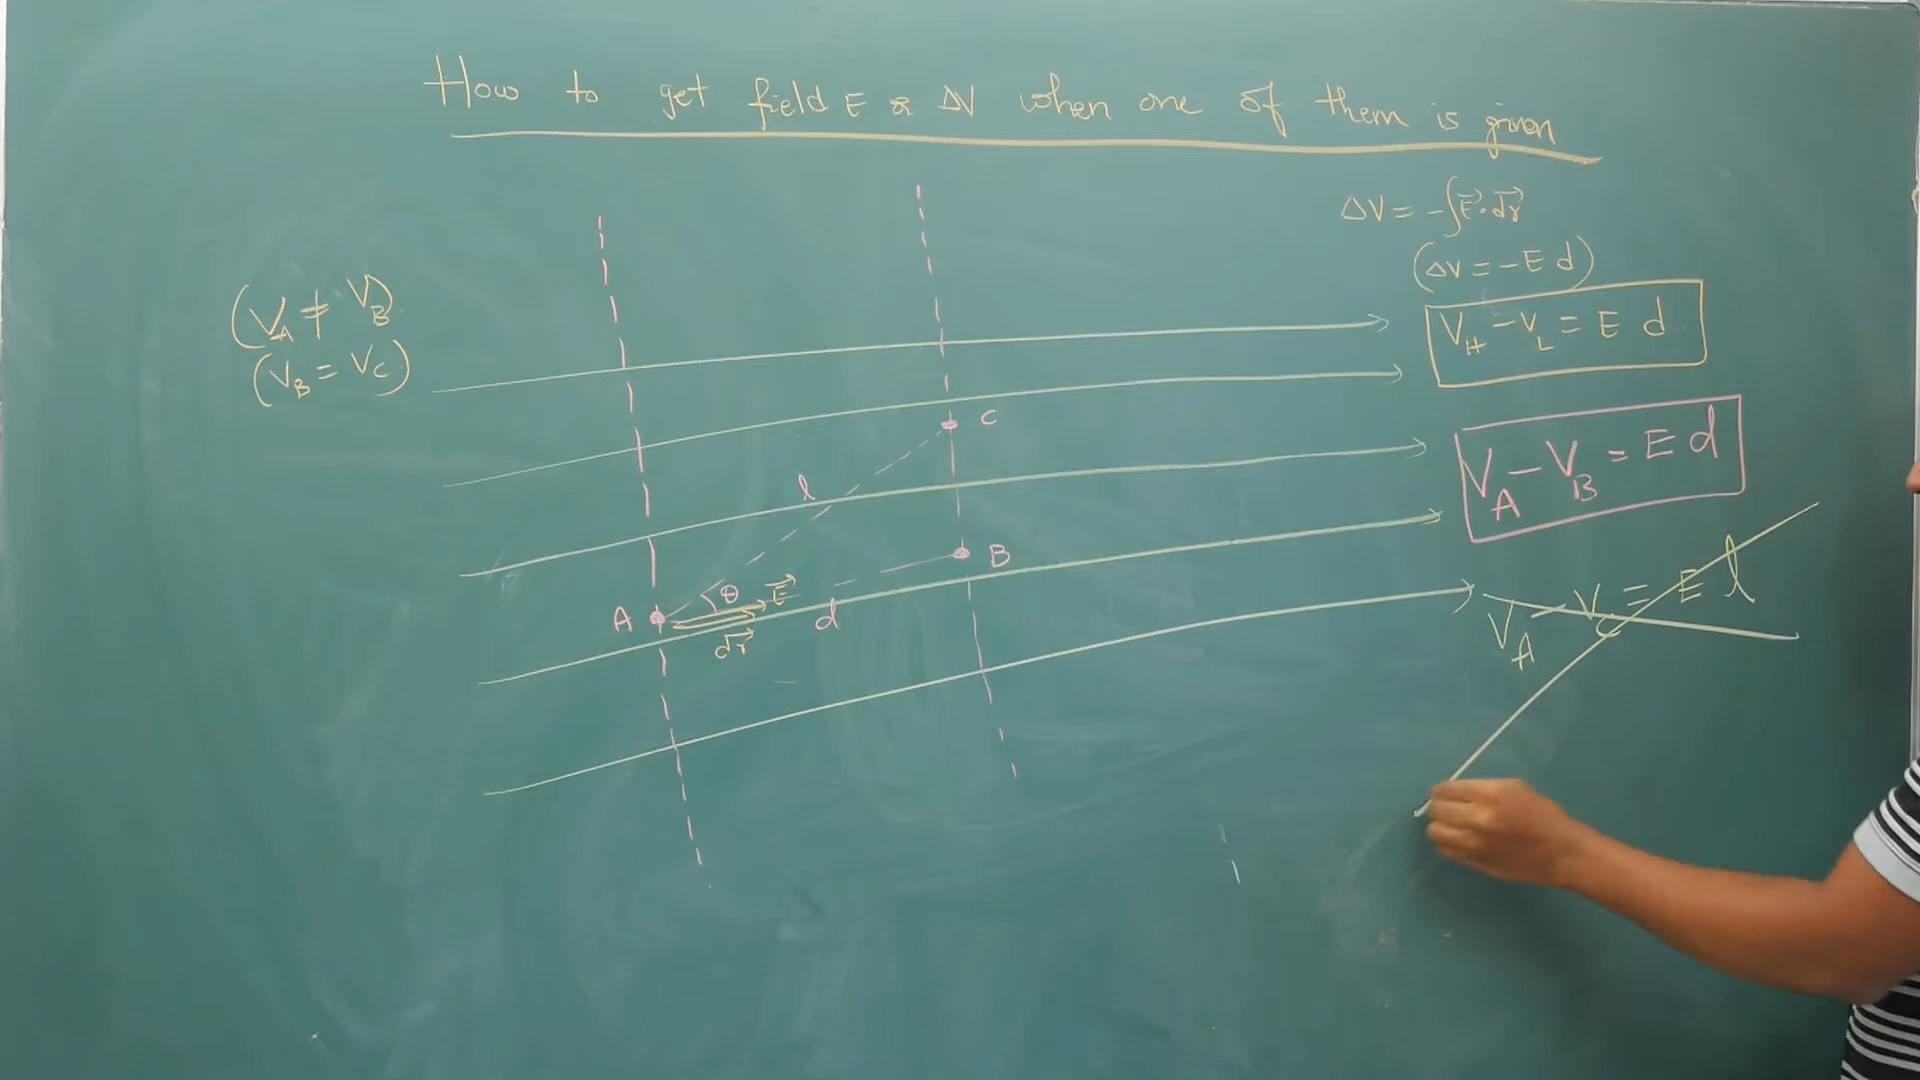 How to get field E or ΔV when one of them is given
ΔV = -∫E⃗·dr⃗
(ΔV = -E d)
V_H - V_L = E d
(V_A ≠ V_B)
(V_B = V_C)
C
V_A - V_B = E d
l
B
A
θ
E⃗
d
dr⃗
V_A - V_C = E l